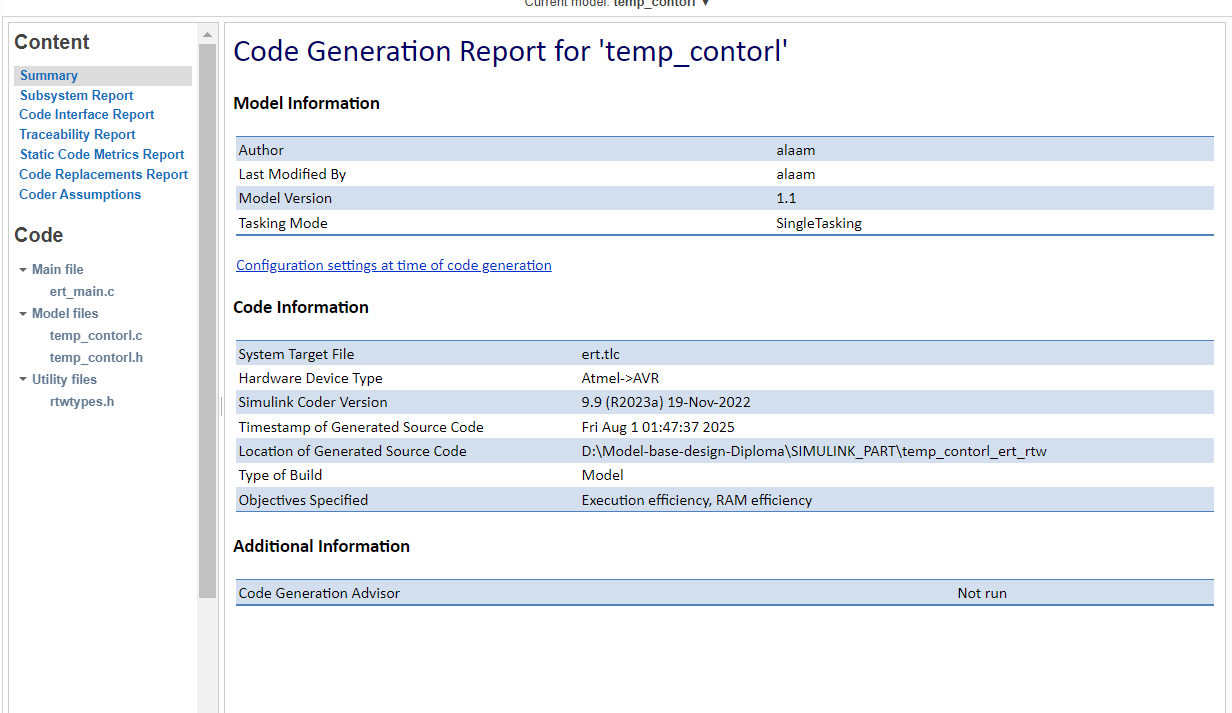 Current model: temp_contorl ▼
Content
Summary
Subsystem Report
Code Interface Report
Traceability Report
Static Code Metrics Report
Code Replacements Report
Coder Assumptions
Code
Main file
ert_main.c
Model files
temp_contorl.c
temp_contorl.h
Utility files
rtwtypes.h
Code Generation Report for 'temp_contorl'
Model Information
Author alaam
Last Modified By alaam
Model Version 1.1
Tasking Mode SingleTasking
Configuration settings at time of code generation
Code Information
System Target File ert.tlc
Hardware Device Type Atmel->AVR
Simulink Coder Version 9.9 (R2023a) 19-Nov-2022
Timestamp of Generated Source Code Fri Aug 1 01:47:37 2025
Location of Generated Source Code D:\Model-base-design-Diploma\SIMULINK_PART\temp_contorl_ert_rtw
Type of Build Model
Objectives Specified Execution efficiency, RAM efficiency
Additional Information
Code Generation Advisor Not run